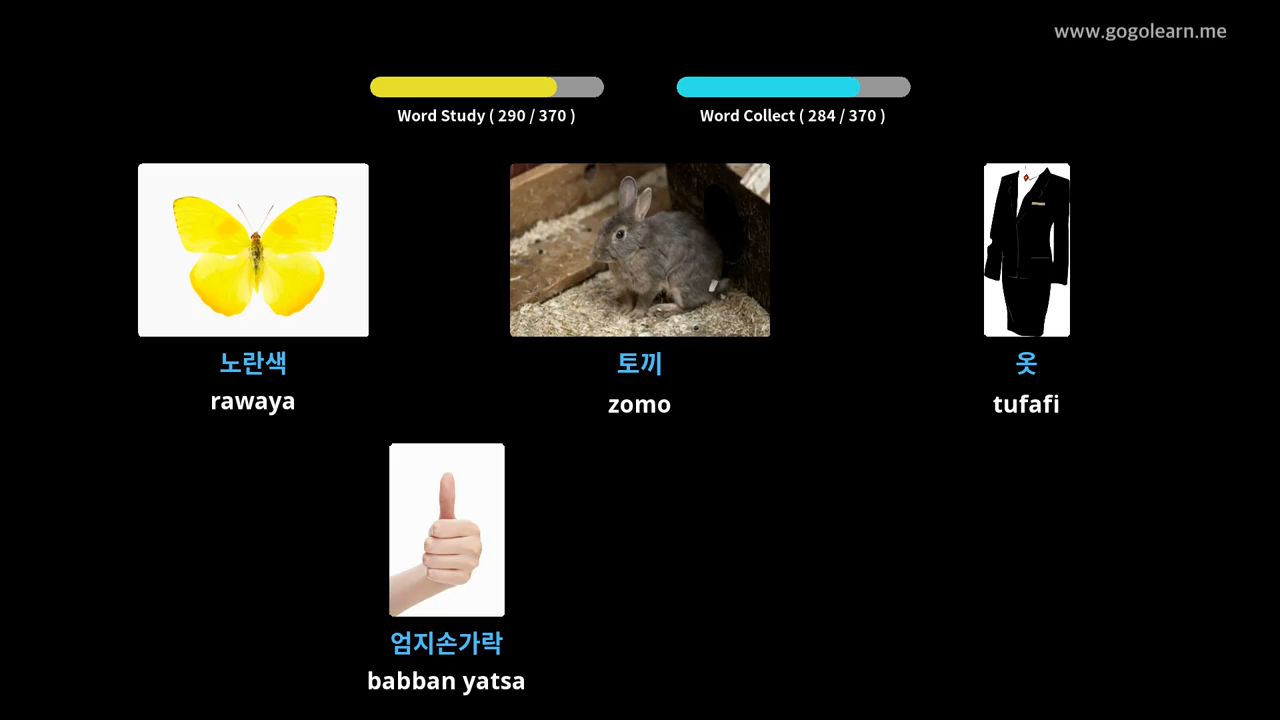 www.gogolearn.me
Word Study ( 290 / 370 )
Word Collect ( 284 / 370 )
노란색
rawaya
토끼
zomo
옷
tufafi
엄지손가락
babban yatsa